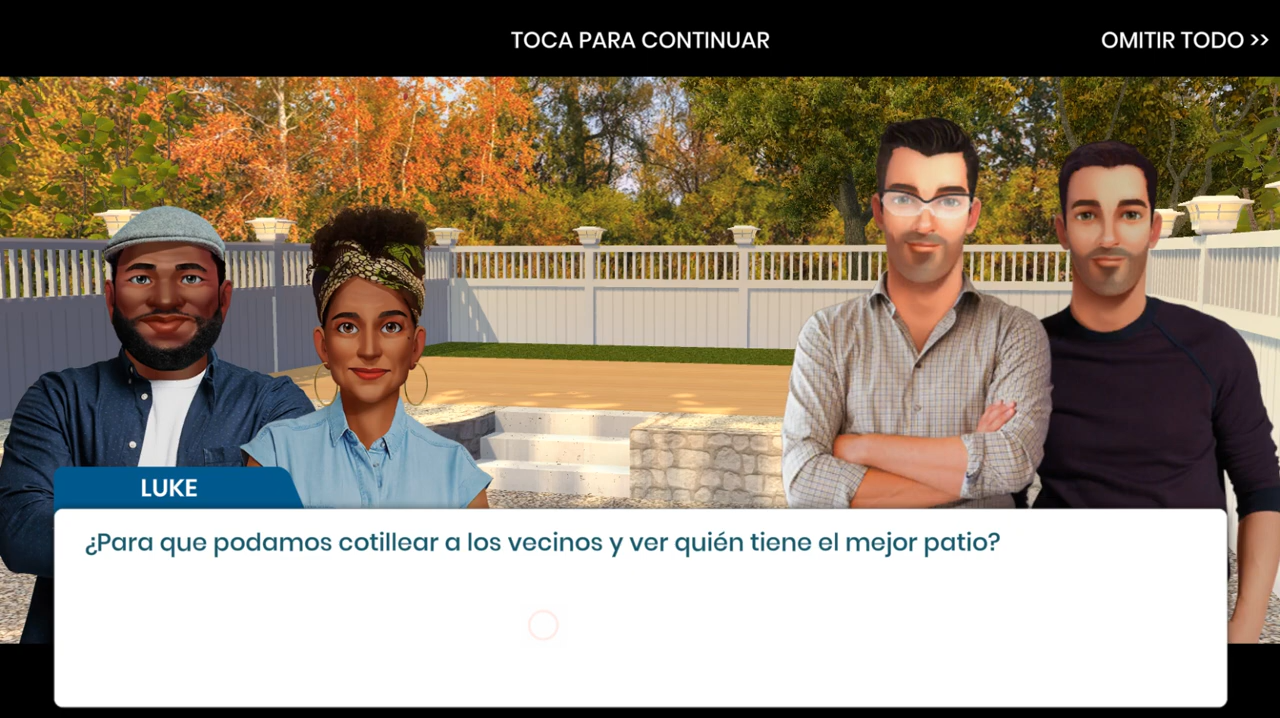 TOCA PARA CONTINUAR
OMITIR TODO >>
LUKE
¿Para que podamos cotillear a los vecinos y ver quién tiene el mejor patio?